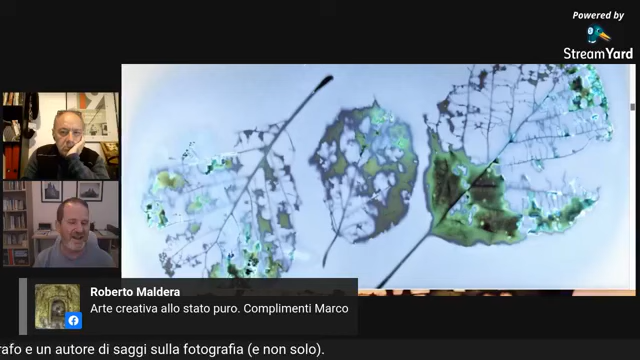 Powered by
StreamYard
Roberto Maldera
Arte creativa allo stato puro. Complimenti Marco
rafo e un autore di saggi sulla fotografia (e non solo).